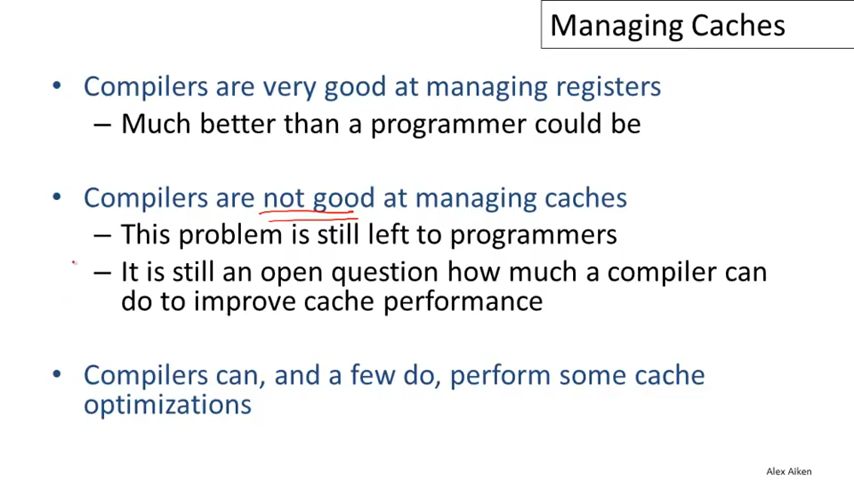 Managing Caches
• Compilers are very good at managing registers
– Much better than a programmer could be
• Compilers are not good at managing caches
– This problem is still left to programmers
– It is still an open question how much a compiler can
do to improve cache performance
• Compilers can, and a few do, perform some cache
optimizations
Alex Aiken